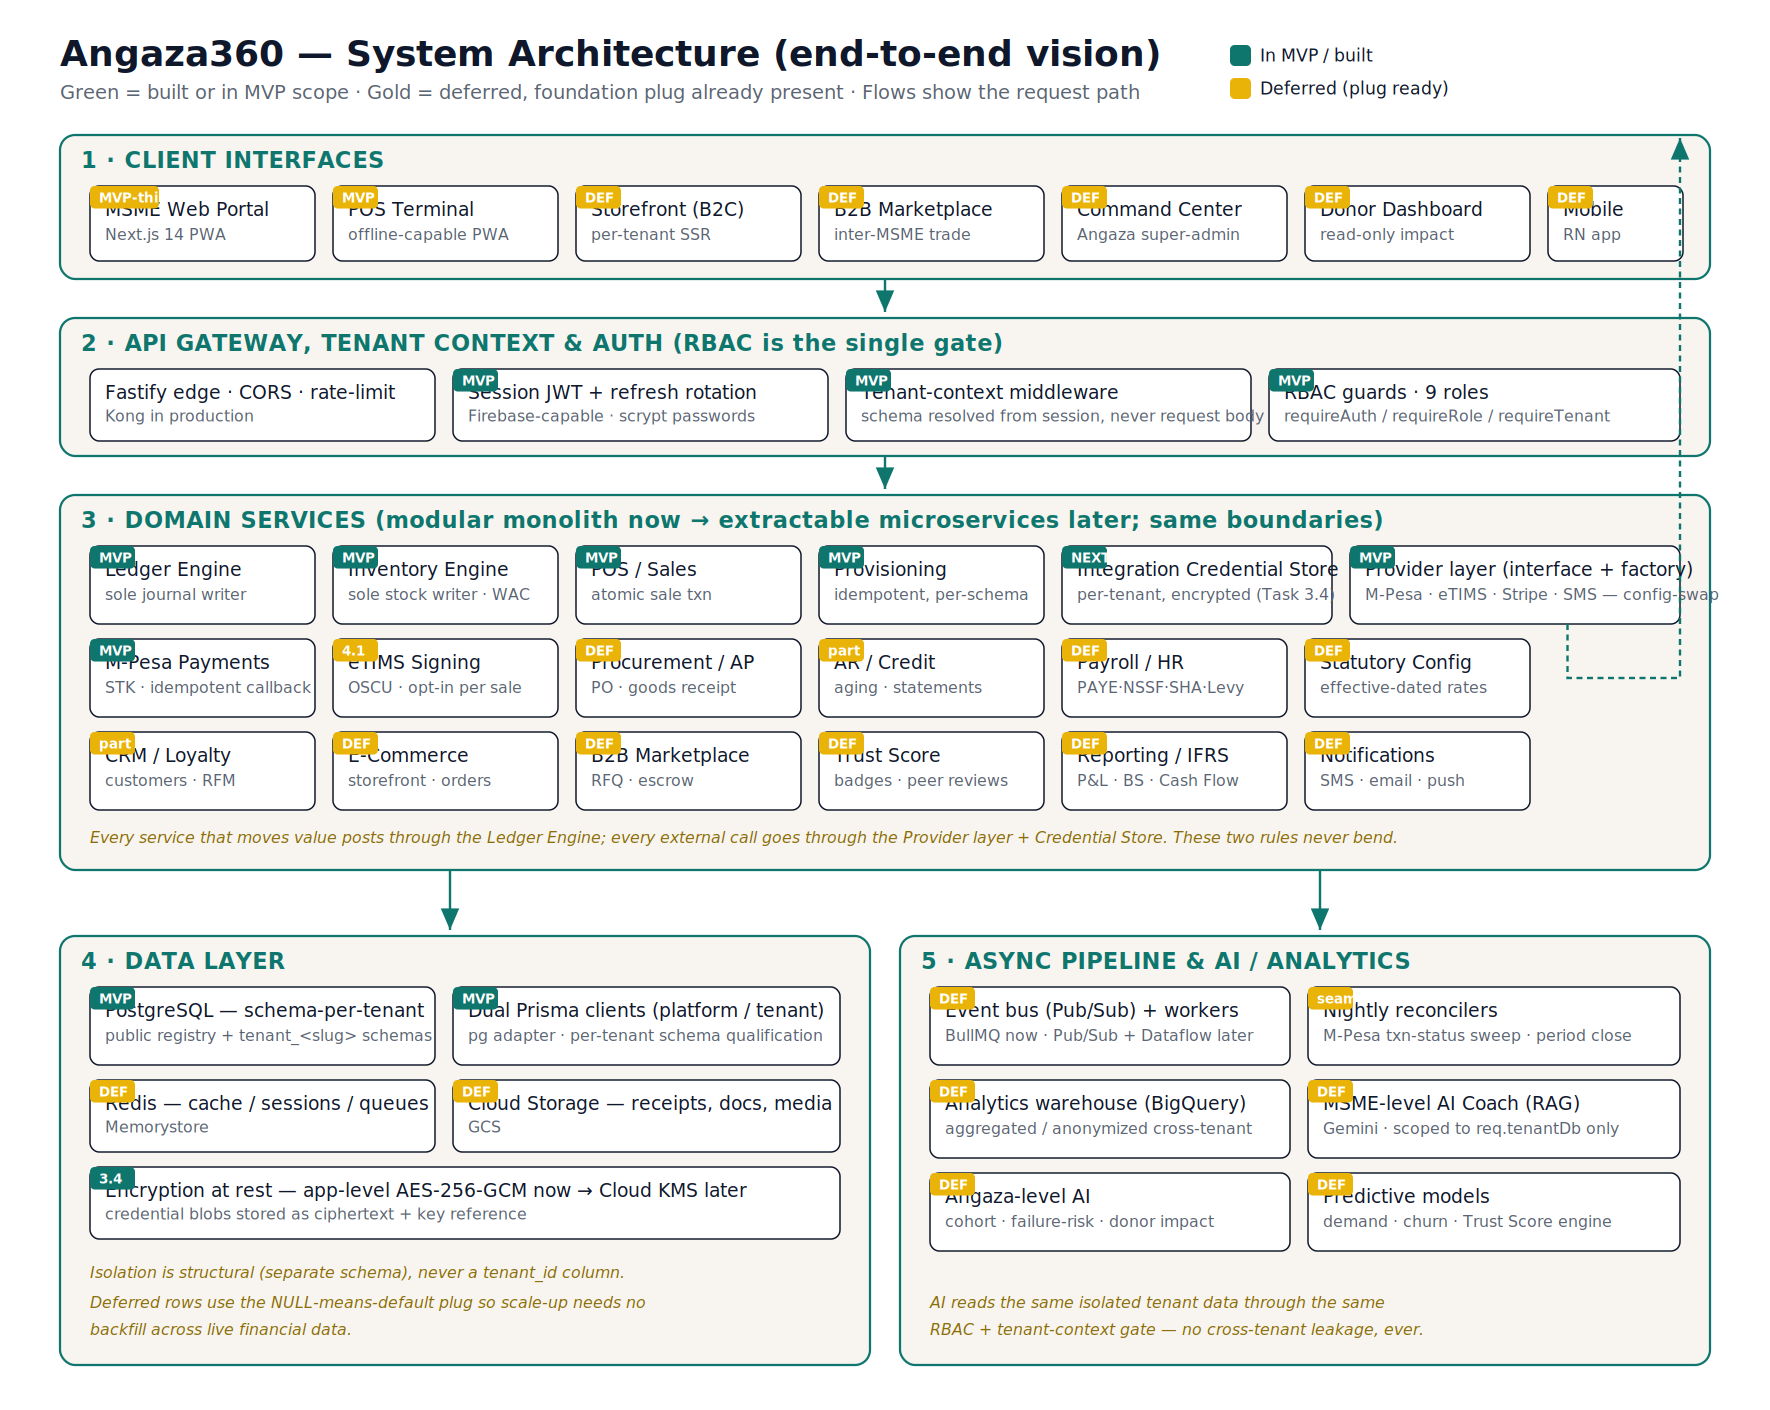 Angaza360 — System Architecture (end-to-end vision)
Green = built or in MVP scope · Gold = deferred, foundation plug already present · Flows show the request path
In MVP / built
Deferred (plug ready)
1 · CLIENT INTERFACES
MVP-thi
MSME Web Portal
Next.js 14 PWA
MVP
POS Terminal
offline-capable PWA
DEF
Storefront (B2C)
per-tenant SSR
DEF
B2B Marketplace
inter-MSME trade
DEF
Command Center
Angaza super-admin
DEF
Donor Dashboard
read-only impact
DEF
Mobile
RN app
2 · API GATEWAY, TENANT CONTEXT & AUTH (RBAC is the single gate)
Fastify edge · CORS · rate-limit
Kong in production
MVP
Session JWT + refresh rotation
Firebase-capable · scrypt passwords
MVP
Tenant-context middleware
schema resolved from session, never request body
MVP
RBAC guards · 9 roles
requireAuth / requireRole / requireTenant
3 · DOMAIN SERVICES (modular monolith now → extractable microservices later; same boundaries)
MVP
Ledger Engine
sole journal writer
MVP
Inventory Engine
sole stock writer · WAC
MVP
POS / Sales
atomic sale txn
MVP
Provisioning
idempotent, per-schema
NEXT
Integration Credential Store
per-tenant, encrypted (Task 3.4)
MVP
Provider layer (interface + factory)
M-Pesa · eTIMS · Stripe · SMS — config-swap
MVP
M-Pesa Payments
STK · idempotent callback
4.1
eTIMS Signing
OSCU · opt-in per sale
DEF
Procurement / AP
PO · goods receipt
part
AR / Credit
aging · statements
DEF
Payroll / HR
PAYE·NSSF·SHA·Levy
DEF
Statutory Config
effective-dated rates
part
CRM / Loyalty
customers · RFM
DEF
E-Commerce
storefront · orders
DEF
B2B Marketplace
RFQ · escrow
DEF
Trust Score
badges · peer reviews
DEF
Reporting / IFRS
P&L · BS · Cash Flow
DEF
Notifications
SMS · email · push
Every service that moves value posts through the Ledger Engine; every external call goes through the Provider layer + Credential Store. These two rules never bend.
4 · DATA LAYER
MVP
PostgreSQL — schema-per-tenant
public registry + tenant_<slug> schemas
MVP
Dual Prisma clients (platform / tenant)
pg adapter · per-tenant schema qualification
DEF
Redis — cache / sessions / queues
Memorystore
DEF
Cloud Storage — receipts, docs, media
GCS
3.4
Encryption at rest — app-level AES-256-GCM now → Cloud KMS later
credential blobs stored as ciphertext + key reference
Isolation is structural (separate schema), never a tenant_id column.
Deferred rows use the NULL-means-default plug so scale-up needs no
backfill across live financial data.
5 · ASYNC PIPELINE & AI / ANALYTICS
DEF
Event bus (Pub/Sub) + workers
BullMQ now · Pub/Sub + Dataflow later
seam
Nightly reconcilers
M-Pesa txn-status sweep · period close
DEF
Analytics warehouse (BigQuery)
aggregated / anonymized cross-tenant
DEF
MSME-level AI Coach (RAG)
Gemini · scoped to req.tenantDb only
DEF
Angaza-level AI
cohort · failure-risk · donor impact
DEF
Predictive models
demand · churn · Trust Score engine
AI reads the same isolated tenant data through the same
RBAC + tenant-context gate — no cross-tenant leakage, ever.